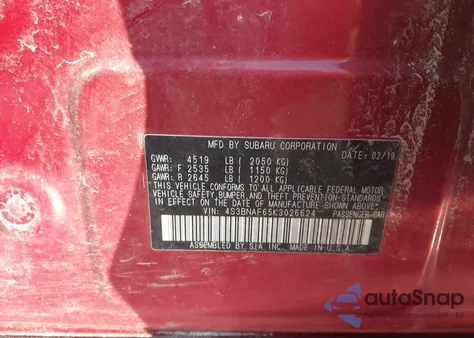 MFD BY SUBARU CORPORATION DATE: 02/19
GVWR: 4519 LB ( 2050 KG)
GAWR: F 2535 LB ( 1150 KG)
GAWR: R 2645 LB ( 1200 KG)
THIS VEHICLE CONFORMS TO ALL APPLICABLE FEDERAL MOTOR
VEHICLE SAFETY, BUMPER AND THEFT PREVENTION STANDARDS
IN EFFECT ON THE DATE OF MANUFACTURE SHOWN ABOVE.
VIN: 4S3BNAF65K3026624 PASSENGER CAR
ASSEMBLED BY SIA INC. IN MADE IN U.S.A.
autoSnap